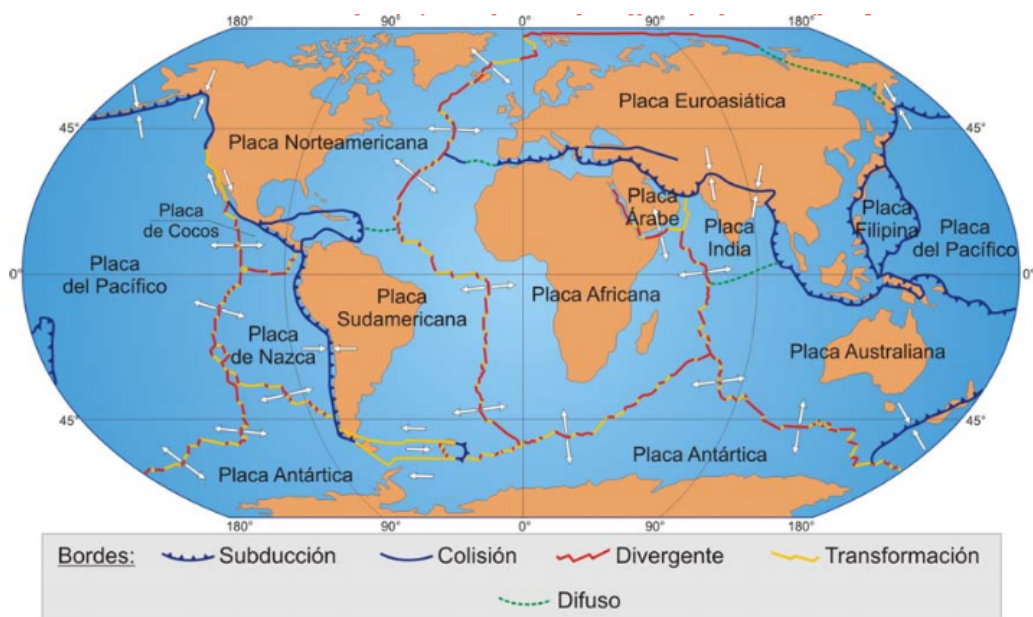 180°
0°
90°
180°
Placa Euroasiática
45°
Placa Norteamericana
45°
Placa
de Cocos
Placa
Árabe
Placa
India
Placa
Filipina
Placa
del Pacífico
0°
Placa
del Pacífico
Placa
Sudamericana
Placa Africana
0°
Placa
de Nazca
Placa Australiana
45°
45°
Placa Antártica
Placa Antártica
180°
90°
0°
90°
180°
Bordes:
Subducción
Colisión
Divergente
Transformación
Difuso